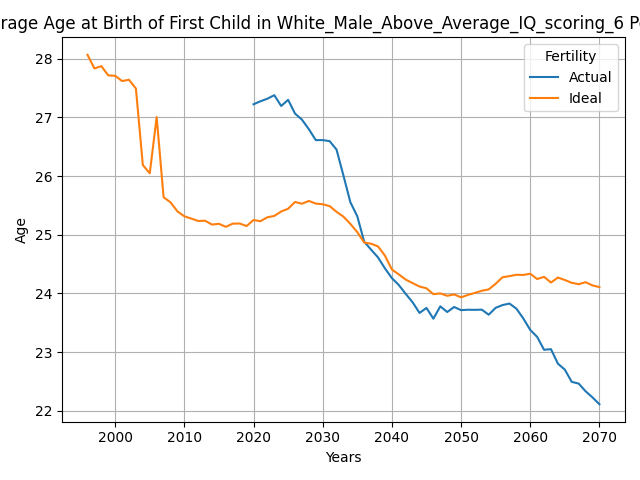 rage Age at Birth of First Child in White_Male_Above_Average_IQ_scoring_6 P
Fertility
Actual
Ideal
28
27
26
25
24
23
22
Age
2000 2010 2020 2030 2040 2050 2060 2070
Years